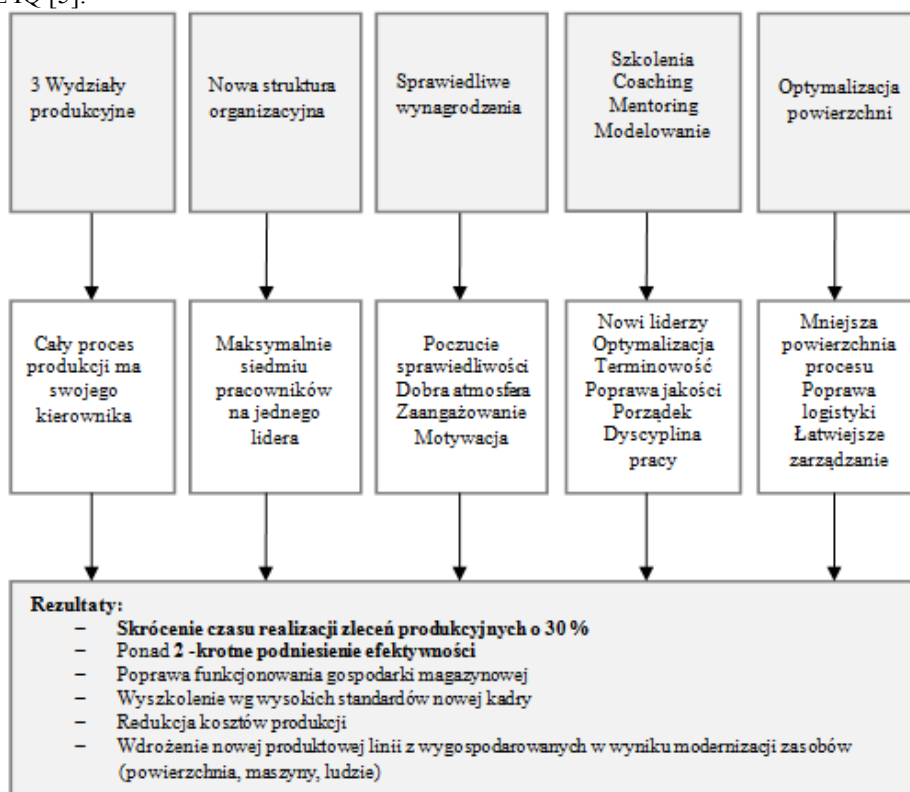 3 Wydziały
produkcyjne
Nowa struktura
organizacyjna
Sprawiedliwe
wynagrodzenia
Szkolenia
Coaching
Mentoring
Modelowanie
Optymalizacja
powierzchni
Cały proces
produkcji ma
swojego
kierownika
Maksymalnie
siedmiu
pracowników
na jednego
lidera
Poczucie
sprawiedliwości
Dobra atmosfera
Zaangażowanie
Motywacja
Nowi liderzy
Optymalizacja
Terminowość
Poprawa jakości
Porządek
Dyscyplina
pracy
Mniejsza
powierzchnia
procesu
Poprawa
logistyki
Łatwiejsze
zarządzanie
Rezultaty:
– Skrócenie czasu realizacji zleceń produkcyjnych o 30 %
– Ponad 2 -krotne podniesienie efektywności
– Poprawa funkcjonowania gospodarki magazynowej
– Wyszkolenie wg wysokich standardów nowej kadry
– Redukcja kosztów produkcji
– Wdrożenie nowej produktowej linii z wygospodarowanych w wyniku modernizacji zasobów
(powierzchnia, maszyny, ludzie)